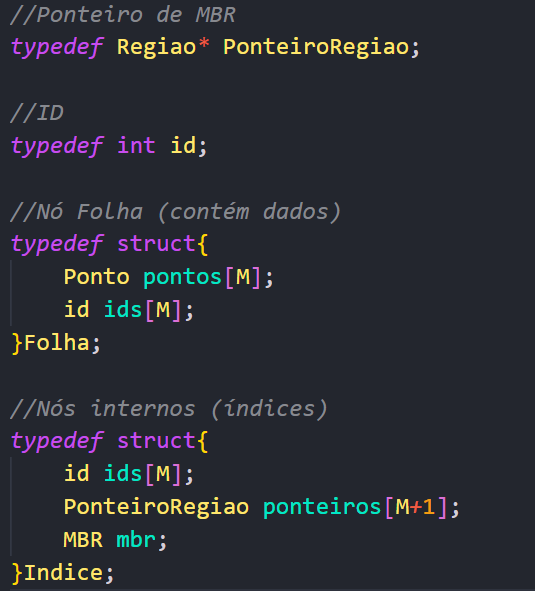 //Ponteiro de MBR
typedef Regiao* PonteiroRegiao;
//ID
typedef int id;
//Nó Folha (contém dados)
typedef struct{
    Ponto pontos[M];
    id ids[M];
}Folha;
//Nós internos (índices)
typedef struct{
    id ids[M];
    PonteiroRegiao ponteiros[M+1];
    MBR mbr;
}Indice;